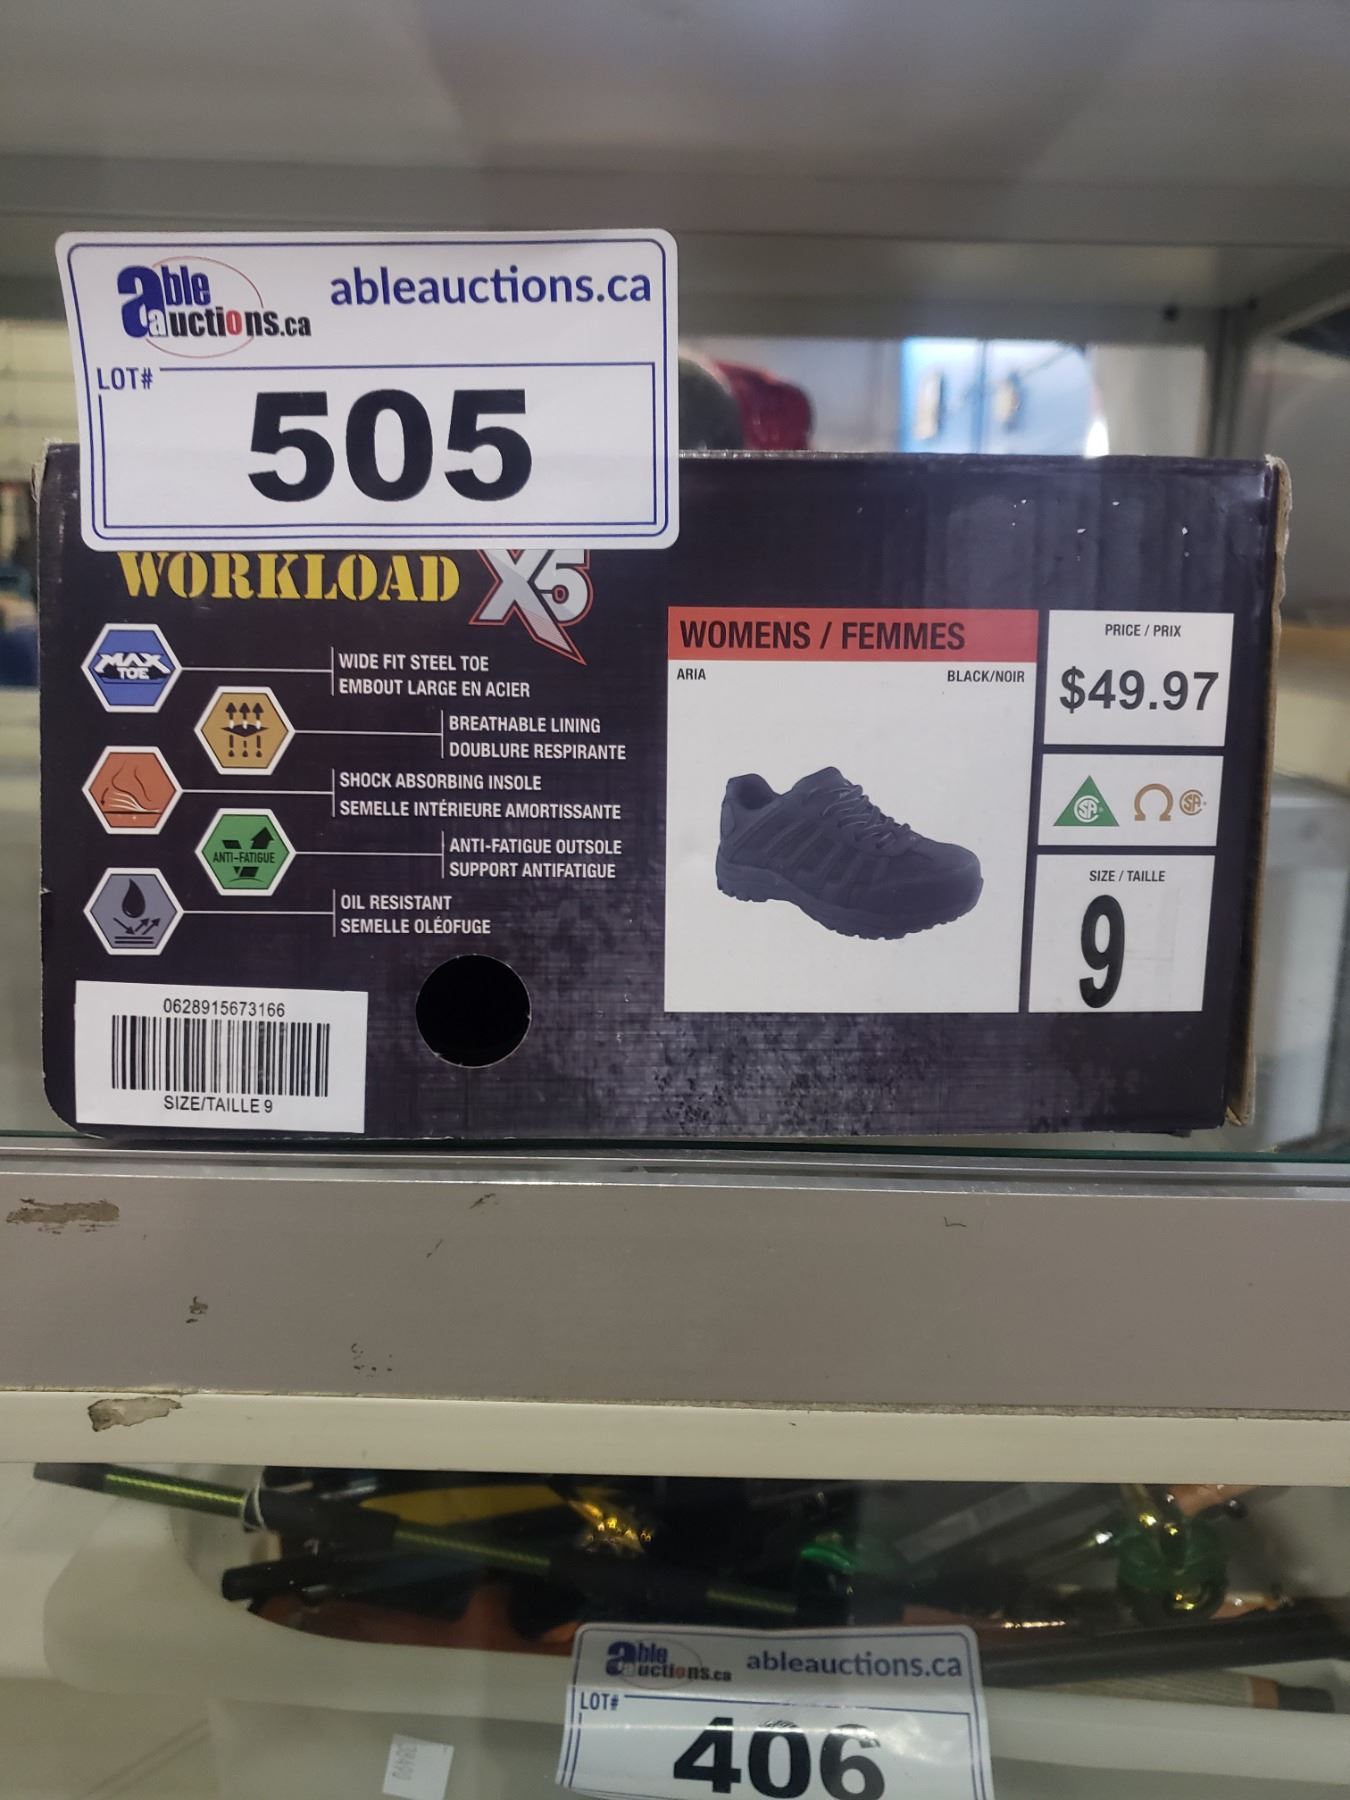 able auctions.ca
ableauctions.ca
LOT#
505
WORKLOAD X5
MAX TOE
WIDE FIT STEEL TOE
EMBOUT LARGE EN ACIER
BREATHABLE LINING
DOUBLURE RESPIRANTE
SHOCK ABSORBING INSOLE
SEMELLE INTÉRIEURE AMORTISSANTE
ANTI-FATIGUE
ANTI-FATIGUE OUTSOLE
SUPPORT ANTIFATIGUE
OIL RESISTANT
SEMELLE OLÉOFUGE
0628915673166
SIZE/TAILLE 9
WOMENS / FEMMES
ARIA
BLACK/NOIR
PRICE / PRIX
$49.97
CSA
Ω CSA
SIZE / TAILLE
9
able auctions.ca
ableauctions.ca
LOT#
406